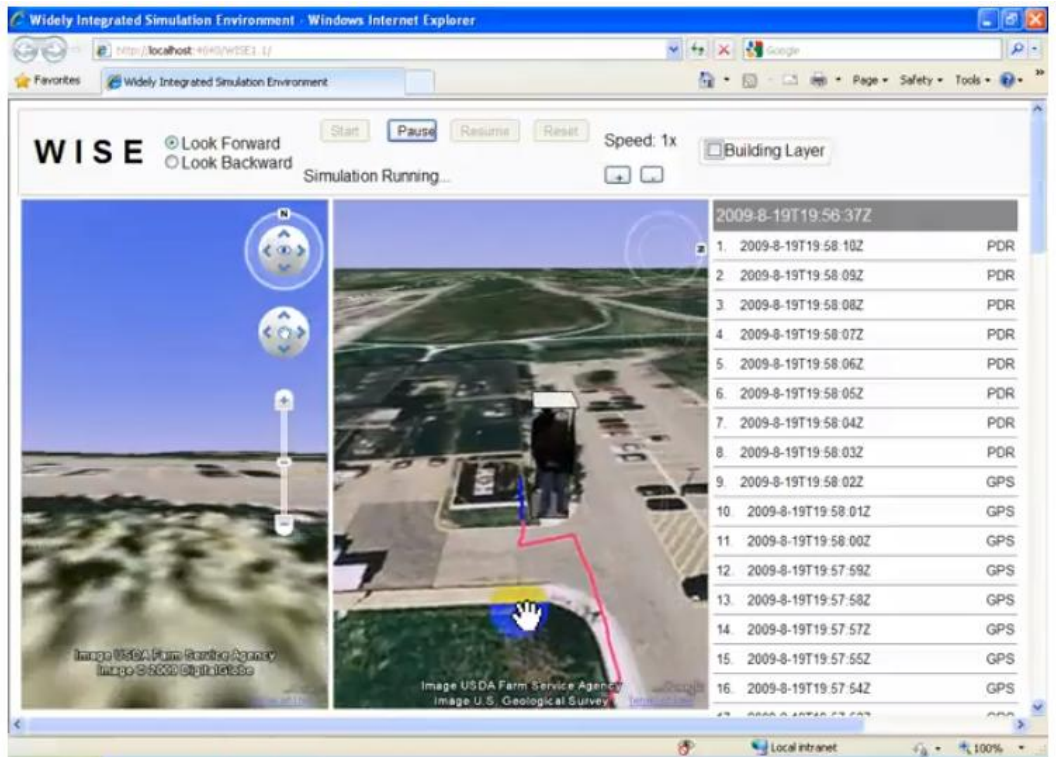 Widely Integrated Simulation Environment - Windows Internet Explorer
http://localhost:4040/WISE1.1/
Google
Favorites
Widely Integrated Simulation Environment
Page
Safety
Tools
WISE
Look Forward
Look Backward
Start
Pause
Resume
Reset
Simulation Running...
Speed: 1x
+
-
Building Layer
N
2009-8-19T19:56:37Z
1. 2009-8-19T19:58:10Z PDR
2. 2009-8-19T19:58:09Z PDR
3. 2009-8-19T19:58:08Z PDR
4. 2009-8-19T19:58:07Z PDR
5. 2009-8-19T19:58:06Z PDR
6. 2009-8-19T19:58:05Z PDR
7. 2009-8-19T19:58:04Z PDR
8. 2009-8-19T19:58:03Z PDR
9. 2009-8-19T19:58:02Z GPS
10. 2009-8-19T19:58:01Z GPS
11. 2009-8-19T19:58:00Z GPS
12. 2009-8-19T19:57:59Z GPS
13. 2009-8-19T19:57:58Z GPS
14. 2009-8-19T19:57:57Z GPS
15. 2009-8-19T19:57:55Z GPS
16. 2009-8-19T19:57:54Z GPS
Image USDA Farm Service Agency
Image © 2009 DigitalGlobe
Image USDA Farm Service Agency
Image U.S. Geological Survey
Google
Local intranet
100%